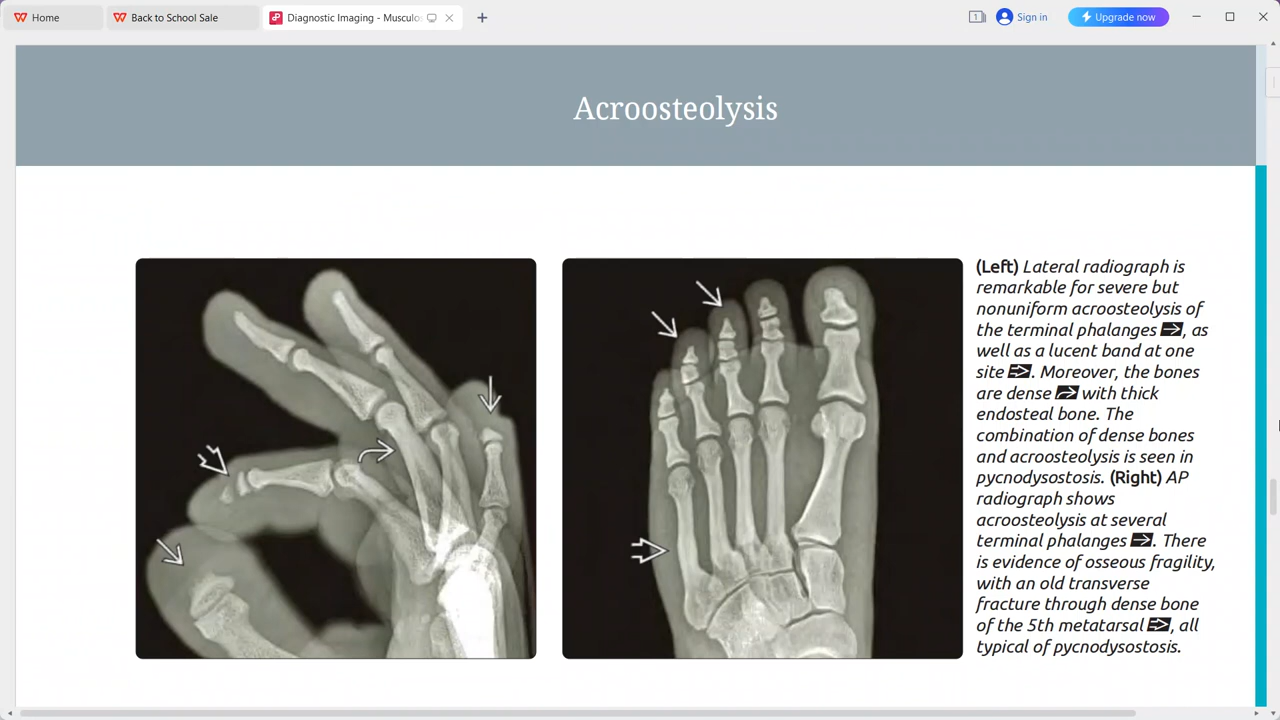 Home
Back to School Sale
Diagnostic Imaging - Musculo
1
Sign in
Upgrade now
Acroosteolysis
(Left) Lateral radiograph is
remarkable for severe but
nonuniform acroosteolysis of
the terminal phalanges ➡, as
well as a lucent band at one
site ➡. Moreover, the bones
are dense ➡ with thick
endosteal bone. The
combination of dense bones
and acroosteolysis is seen in
pycnodysostosis. (Right) AP
radiograph shows
acroosteolysis at several
terminal phalanges ➡. There
is evidence of osseous fragility,
with an old transverse
fracture through dense bone
of the 5th metatarsal ➡, all
typical of pycnodysostosis.